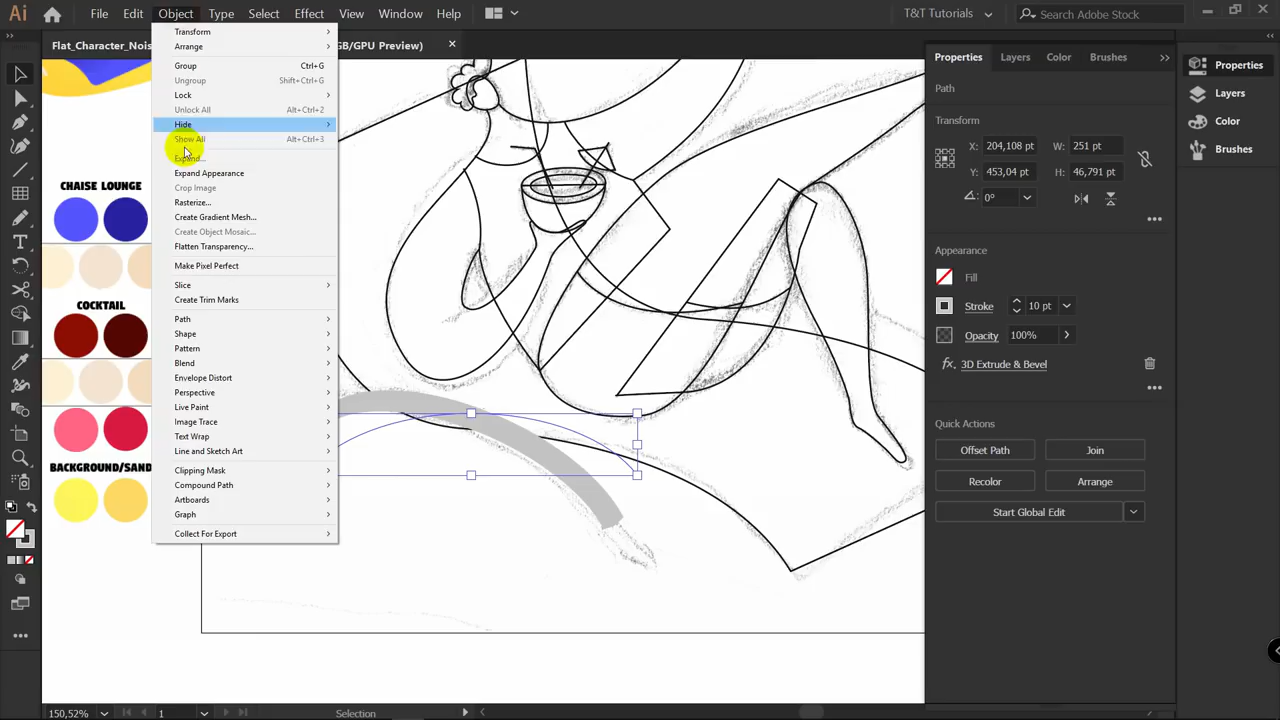 Ai File Edit Object Type Select Effect View Window Help T&T Tutorials Search Adobe Stock
Flat_Character_Nois GB/GPU Preview)
Transform
Arrange
Group Ctrl+G
Ungroup Shift+Ctrl+G
Lock
Unlock All Alt+Ctrl+2
Hide
Show All Alt+Ctrl+3
Expand...
Expand Appearance
Crop Image
Rasterize...
Create Gradient Mesh...
Create Object Mosaic...
Flatten Transparency...
Make Pixel Perfect
Slice
Create Trim Marks
Path
Shape
Pattern
Blend
Envelope Distort
Perspective
Live Paint
Image Trace
Text Wrap
Line and Sketch Art
Clipping Mask
Compound Path
Artboards
Graph
Collect For Export
CHAISE LOUNGE
COCKTAIL
BACKGROUND/SAND
Properties Layers Color Brushes
Path
Transform
X: 204,108 pt W: 251 pt
Y: 453,04 pt H: 46,791 pt
0°
Appearance
Fill
Stroke 10 pt
Opacity 100%
fx 3D Extrude & Bevel
Quick Actions
Offset Path Join
Recolor Arrange
Start Global Edit
Properties
Layers
Color
Brushes
150,52% 1 Selection